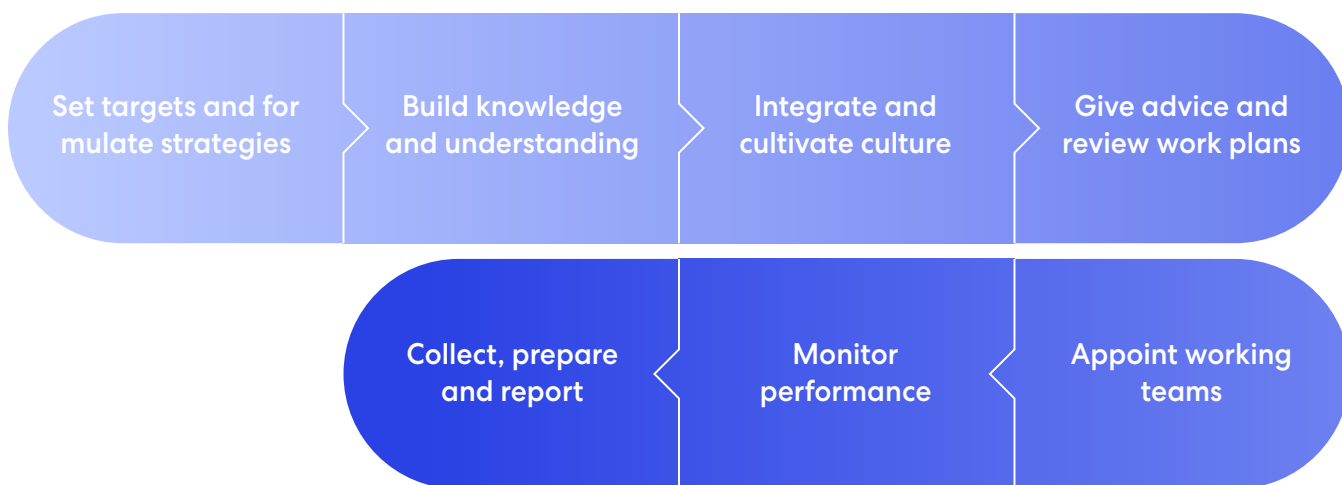 Set targets and for
mulate strategies
Build knowledge
and understanding
Integrate and
cultivate culture
Give advice and
review work plans
Appoint working
teams
Monitor
performance
Collect, prepare
and report